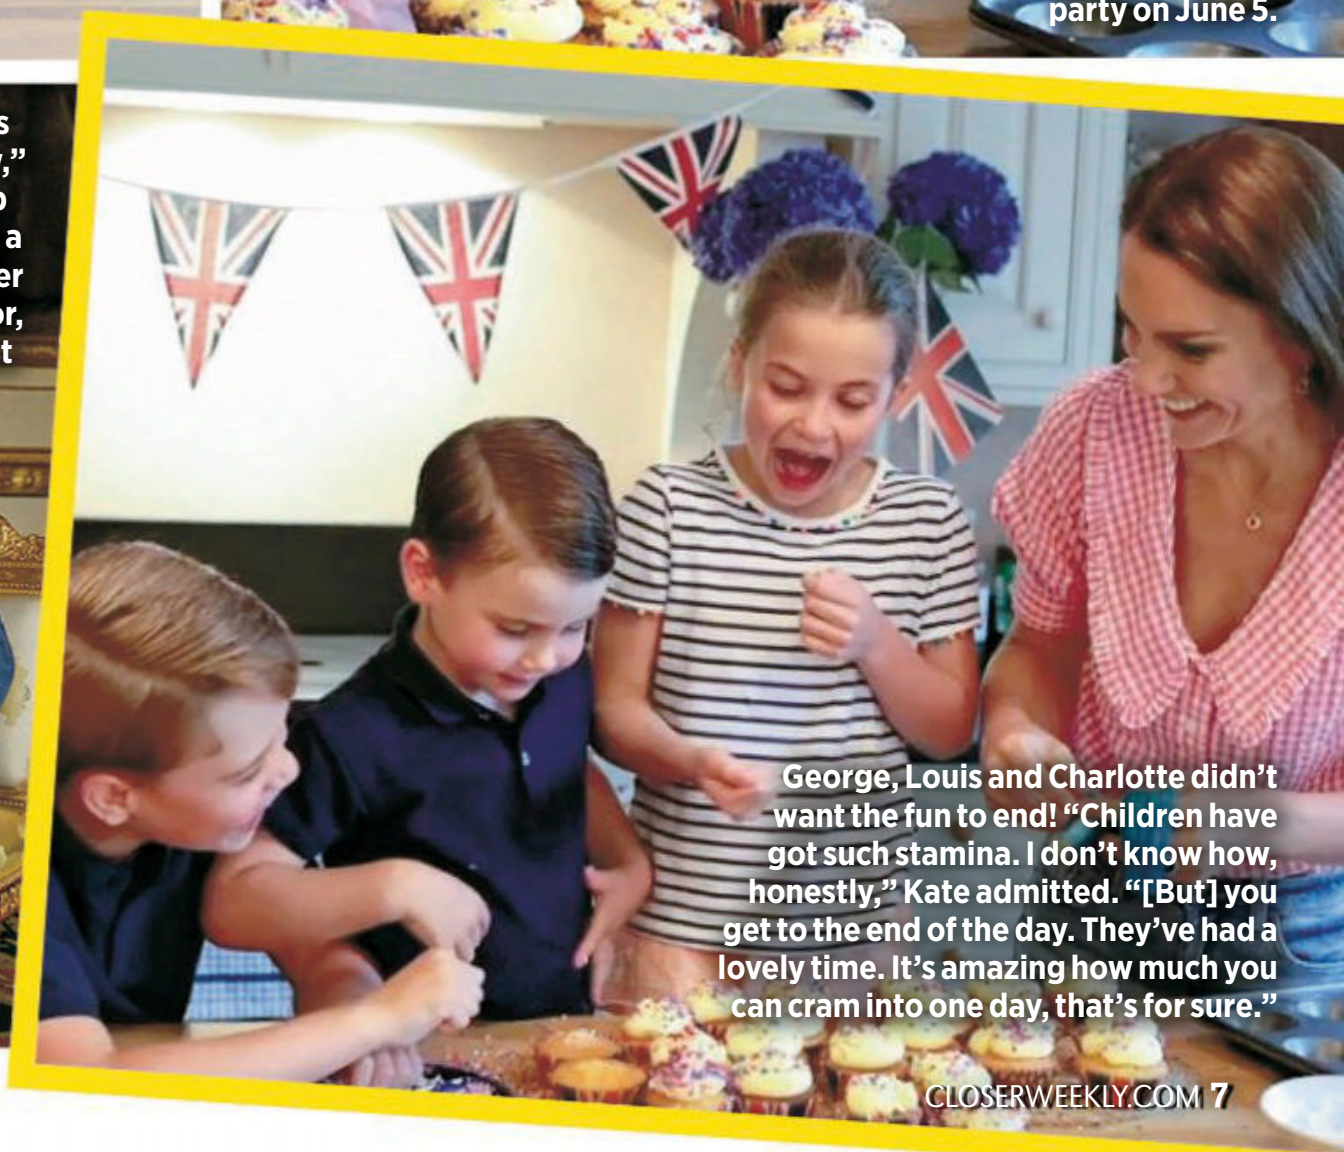 party on June 5.
s
,”
o
a
er
or,
t
George, Louis and Charlotte didn’t
want the fun to end! “Children have
got such stamina. I don’t know how,
honestly,” Kate admitted. “[But] you
get to the end of the day. They’ve had a
lovely time. It’s amazing how much you
can cram into one day, that’s for sure.”
CLOSERWEEKLY.COM 7